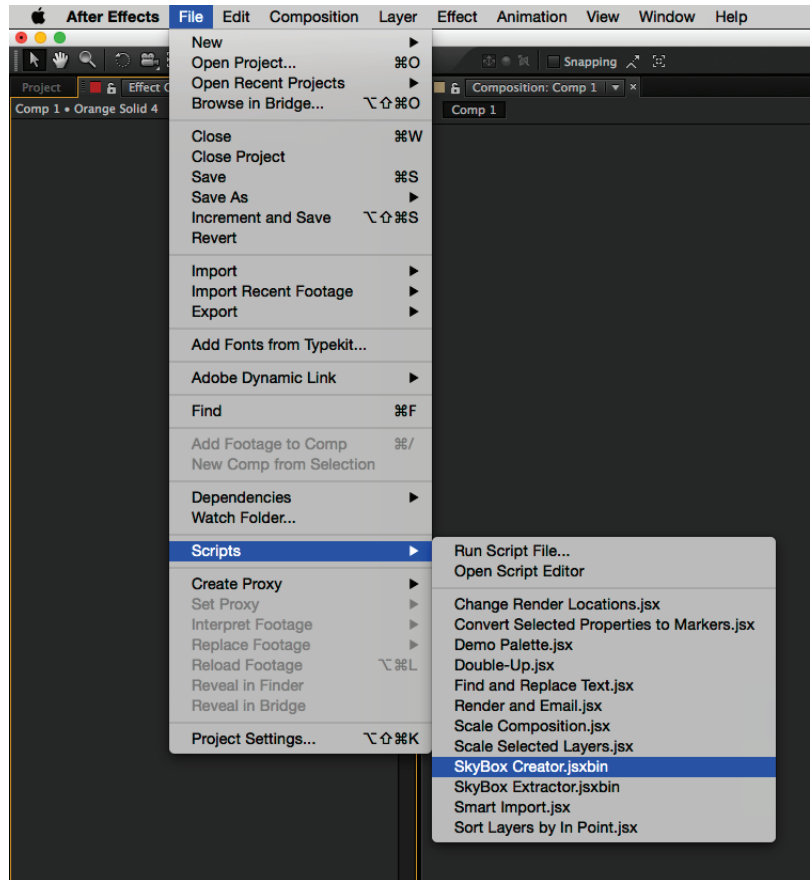 After Effects File Edit Composition Layer Effect Animation View Window Help
Snapping
Project Effect C Composition: Comp 1
Comp 1 • Orange Solid 4 Comp 1
New
Open Project... ⌘O
Open Recent Projects
Browse in Bridge... ⌥⇧⌘O
Close ⌘W
Close Project
Save ⌘S
Save As
Increment and Save ⌥⇧⌘S
Revert
Import
Import Recent Footage
Export
Add Fonts from Typekit...
Adobe Dynamic Link
Find ⌘F
Add Footage to Comp ⌘/
New Comp from Selection
Dependencies
Watch Folder...
Scripts
Create Proxy
Set Proxy
Interpret Footage
Replace Footage
Reload Footage ⌥⌘L
Reveal in Finder
Reveal in Bridge
Project Settings... ⌥⇧⌘K
Run Script File...
Open Script Editor
Change Render Locations.jsx
Convert Selected Properties to Markers.jsx
Demo Palette.jsx
Double-Up.jsx
Find and Replace Text.jsx
Render and Email.jsx
Scale Composition.jsx
Scale Selected Layers.jsx
SkyBox Creator.jsxbin
SkyBox Extractor.jsxbin
Smart Import.jsx
Sort Layers by In Point.jsx